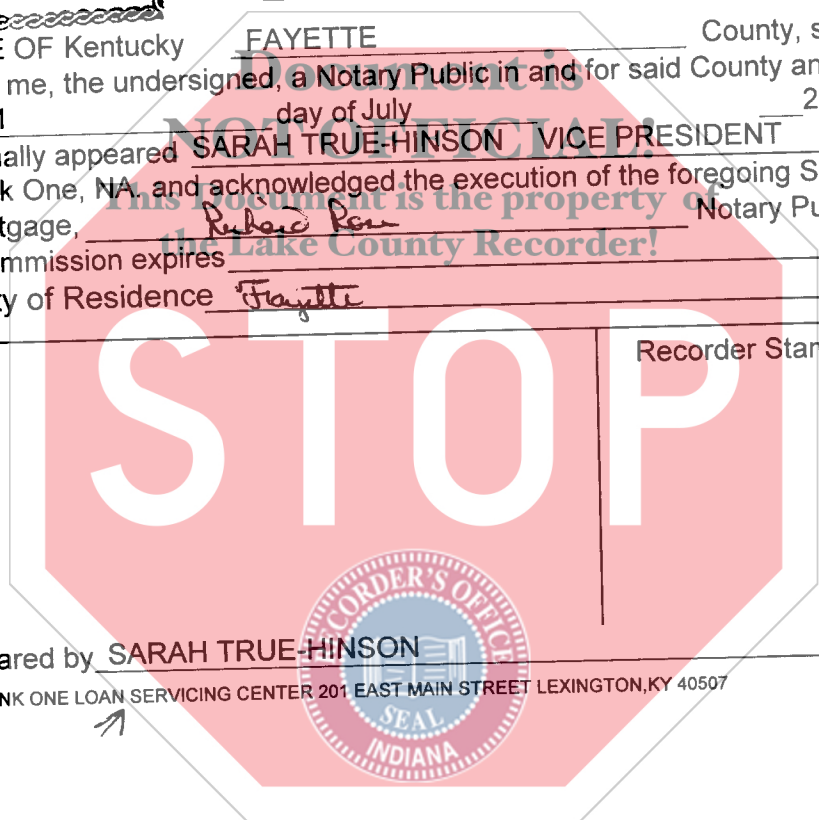 E OF Kentucky FAYETTE County, s
Document is
me, the undersigned, a Notary Public in and for said County an
1 day of July 2
NOT OFFICIAL!
ally appeared SARAH TRUE-HINSON VICE PRESIDENT
k One, NA. and acknowledged the execution of the foregoing S
This Document is the property of
tgage, Notary Pu
the Lake County Recorder!
mmission expires
y of Residence Fayette
STOP
Recorder Star
RECORDER'S OFFICE
SEAL
INDIANA
ared by SARAH TRUE-HINSON
NK ONE LOAN SERVICING CENTER 201 EAST MAIN STREET LEXINGTON,KY 40507